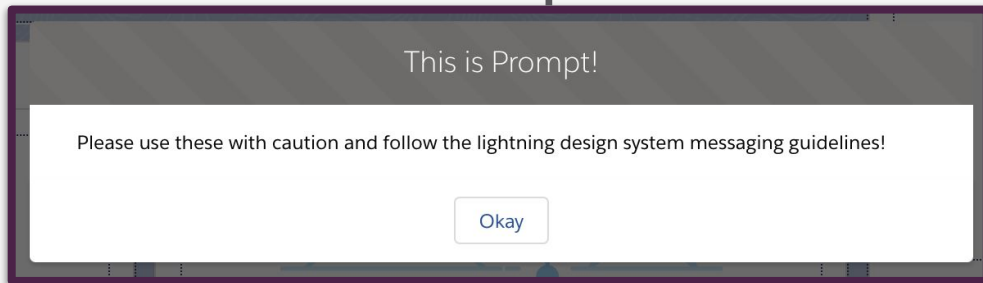 This is Prompt!
Please use these with caution and follow the lightning design system messaging guidelines!
Okay